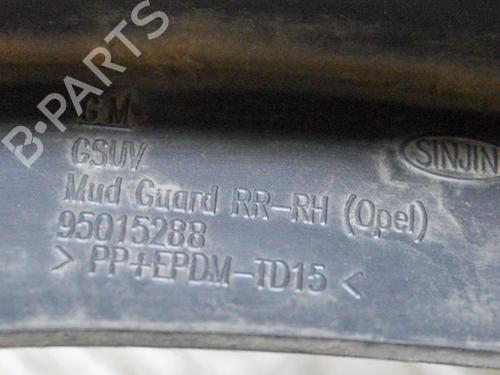 B-PARTS
GM
GSUV
SINJIN
Mud Guard RR-RH (Opel)
95015288
> PP+EPDM-TD15 <